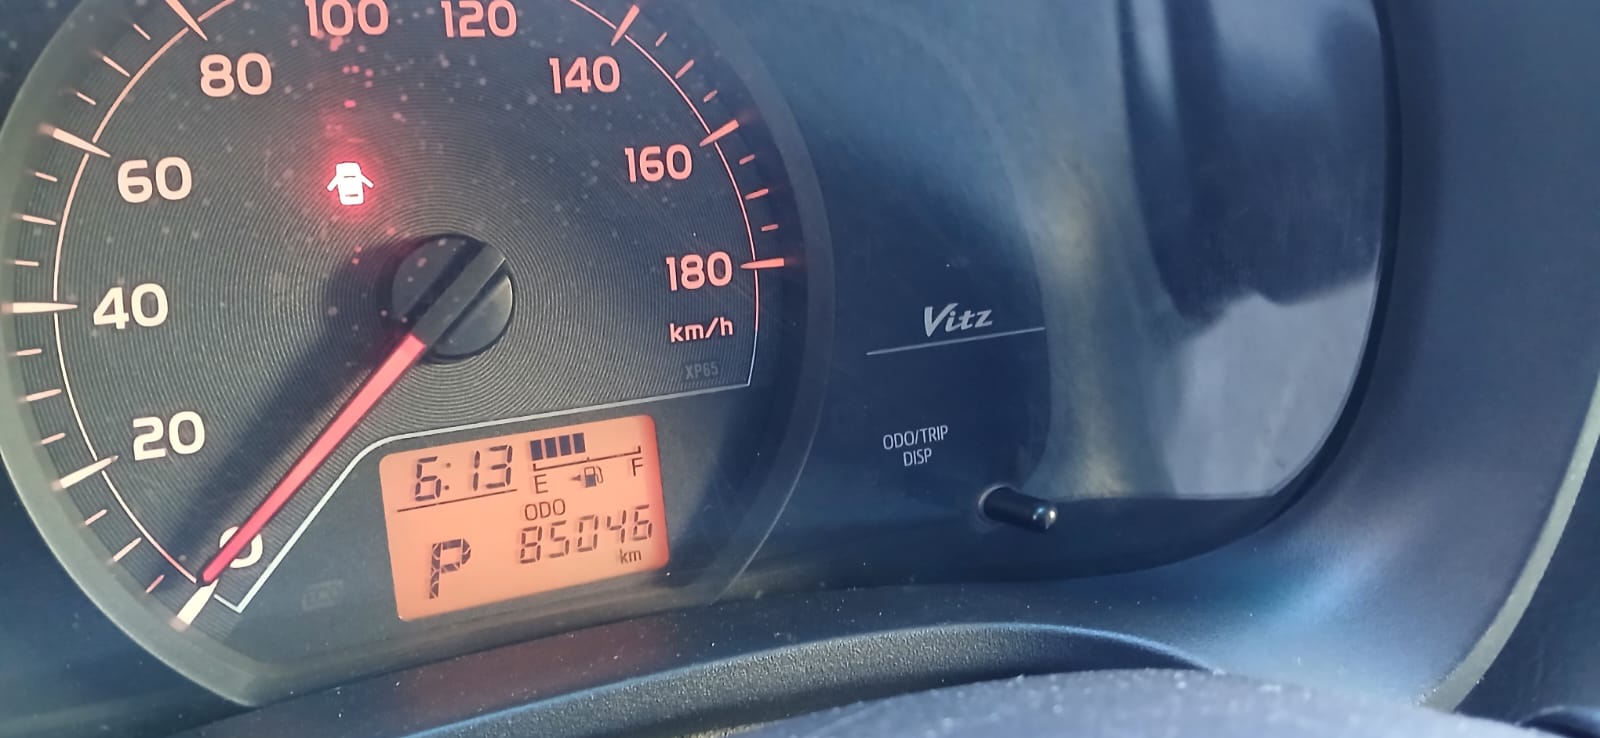 100 120
80 140
60 160
40 180
km/h
XP65
20
0
Vitz
ODO/TRIP
DISP
6:13
E F
ODO
85046
km
P